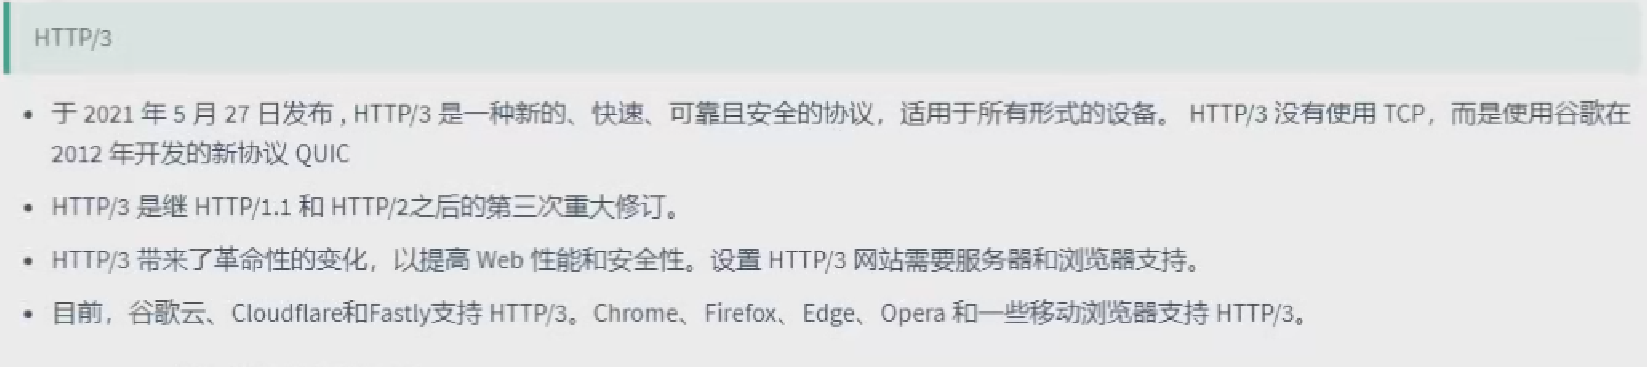 HTTP/3
• 于 2021 年 5 月 27 日发布 , HTTP/3 是一种新的、快速、可靠且安全的协议，适用于所有形式的设备。 HTTP/3 没有使用 TCP，而是使用谷歌在
2012 年开发的新协议 QUIC
• HTTP/3 是继 HTTP/1.1 和 HTTP/2之后的第三次重大修订。
• HTTP/3 带来了革命性的变化，以提高 Web 性能和安全性。设置 HTTP/3 网站需要服务器和浏览器支持。
• 目前，谷歌云、Cloudflare和Fastly支持 HTTP/3。Chrome、Firefox、Edge、Opera 和一些移动浏览器支持 HTTP/3。